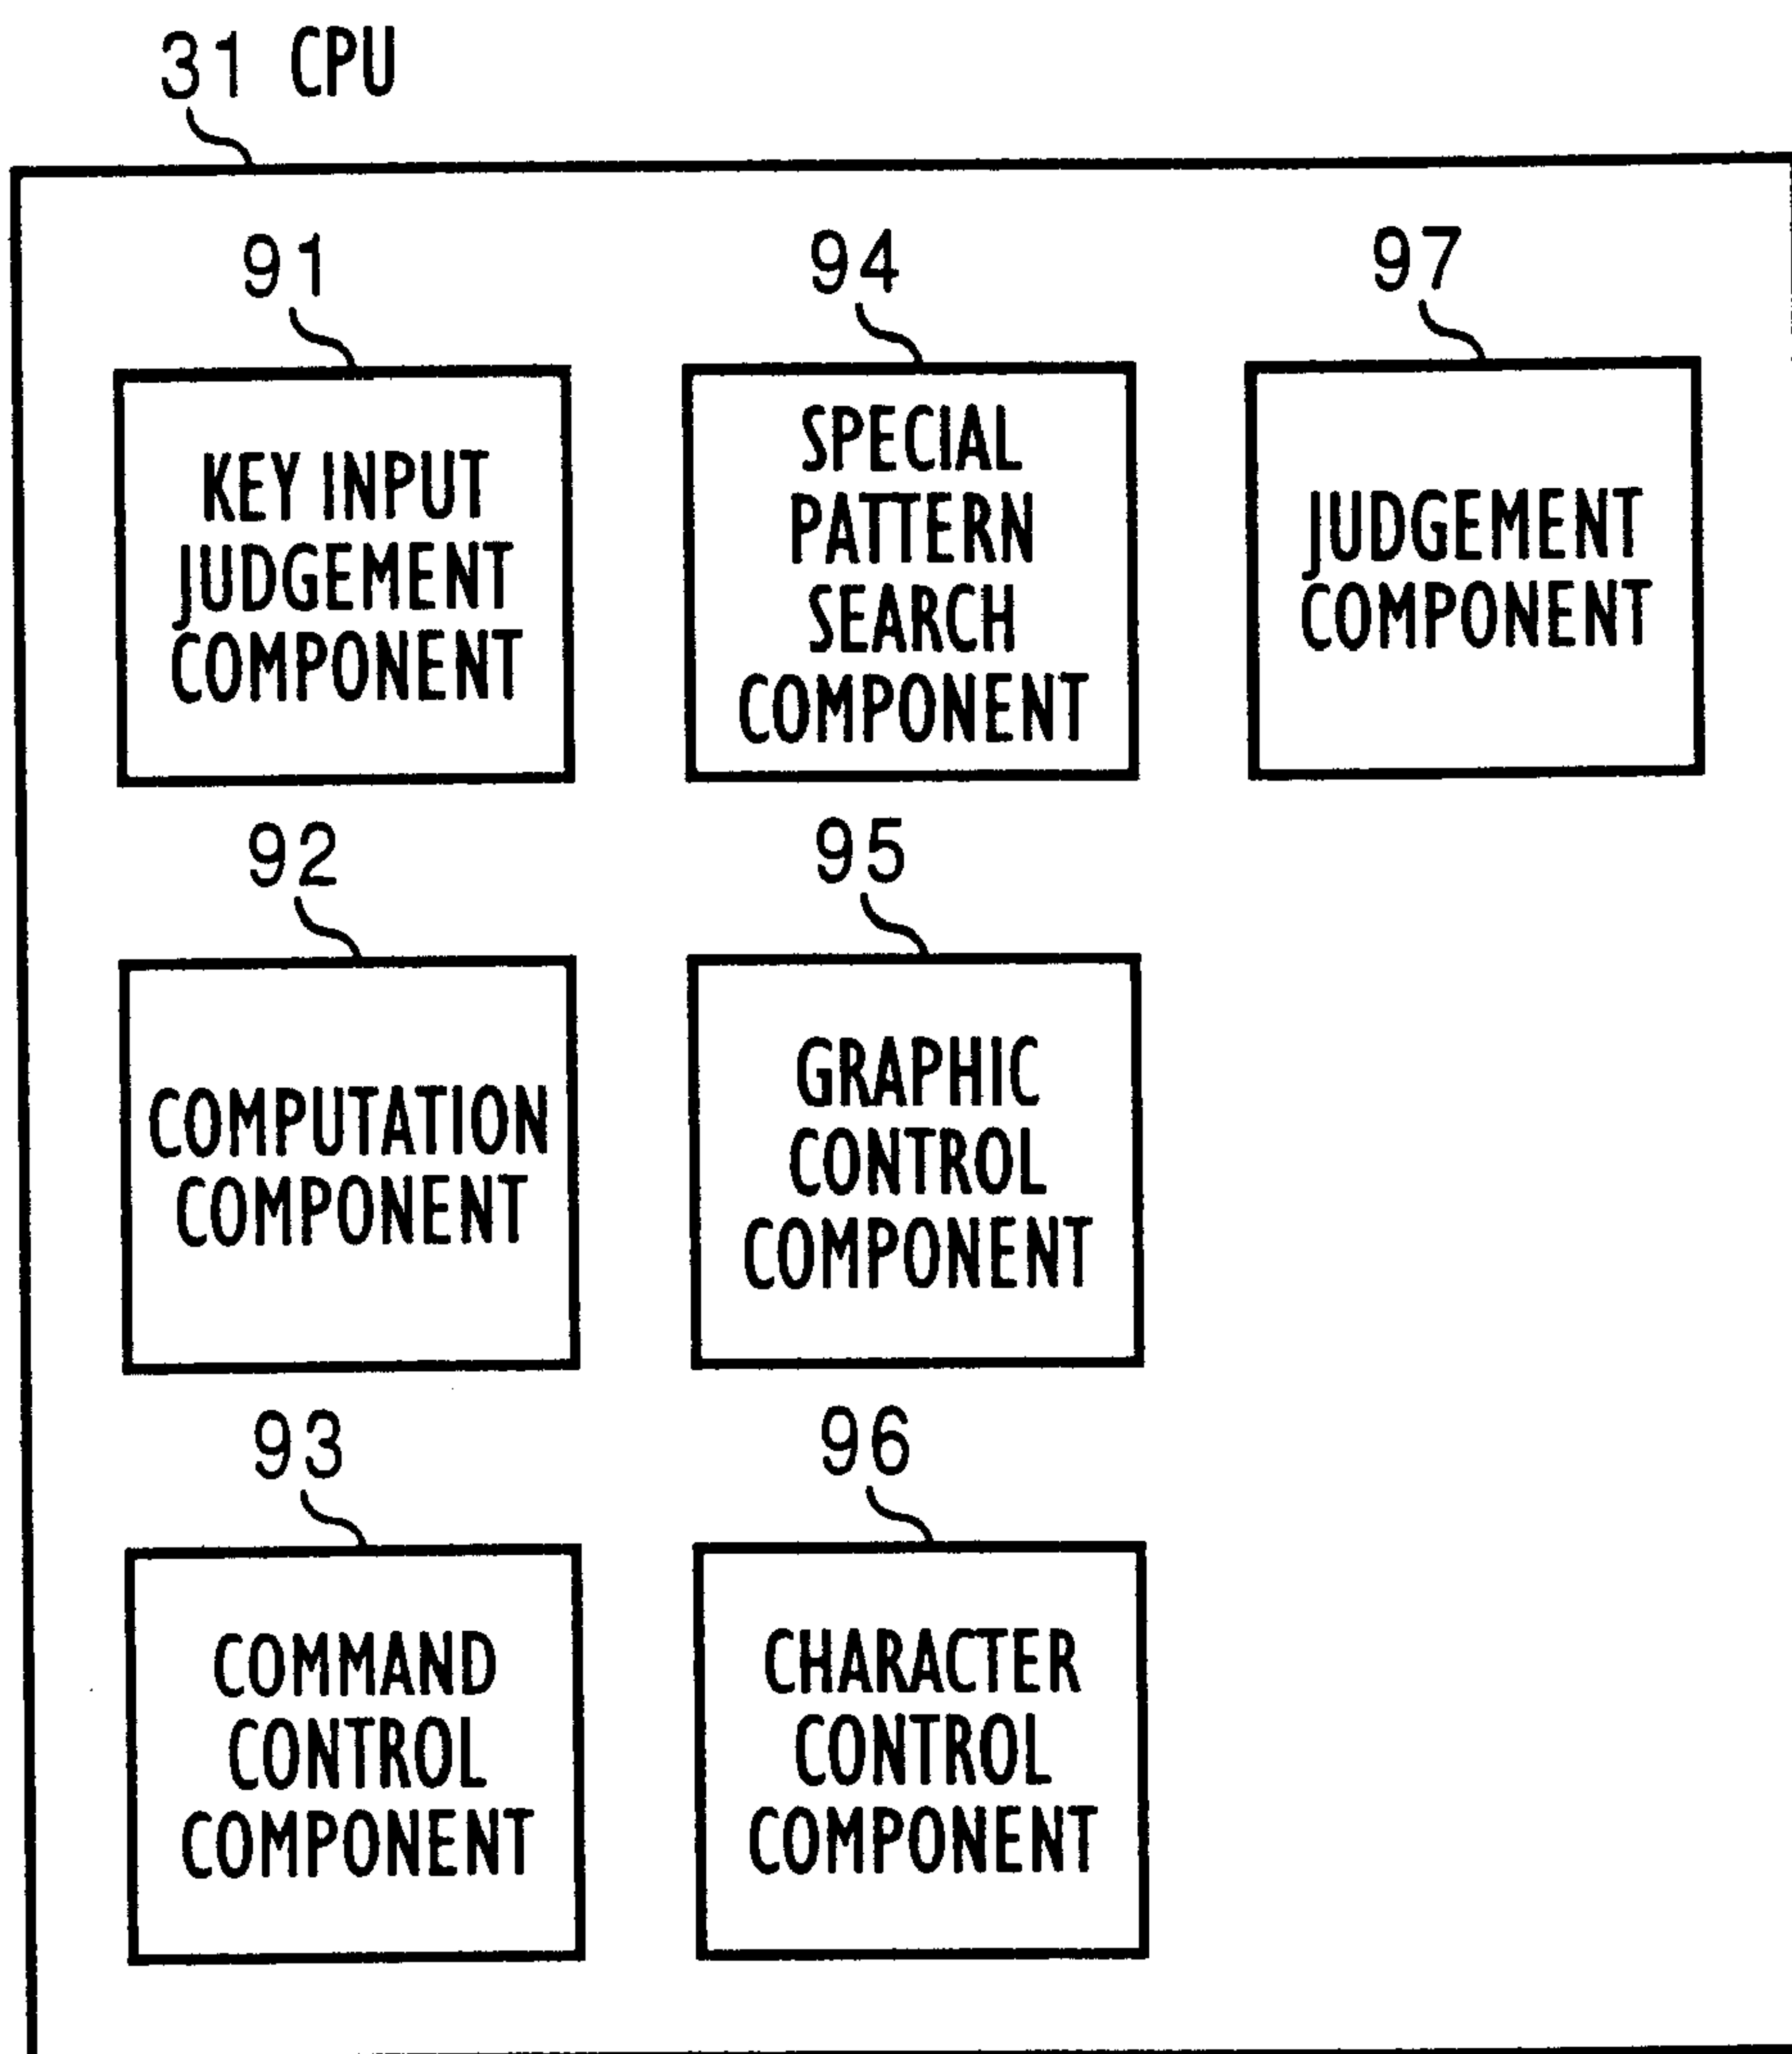 31 CPU
91
KEY INPUT
JUDGEMENT
COMPONENT
94
SPECIAL
PATTERN
SEARCH
COMPONENT
97
JUDGEMENT
COMPONENT
92
COMPUTATION
COMPONENT
95
GRAPHIC
CONTROL
COMPONENT
93
COMMAND
CONTROL
COMPONENT
96
CHARACTER
CONTROL
COMPONENT